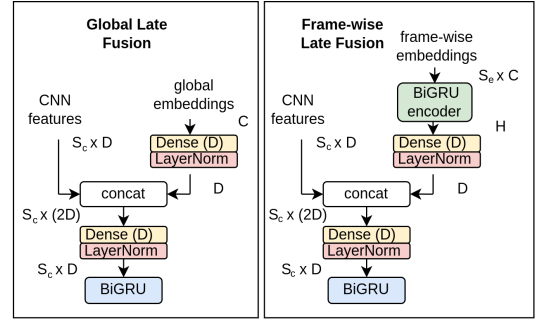 Global Late
Fusion
global
embeddings
CNN
features
C
S_c x D
Dense (D)
LayerNorm
concat
D
S_c x (2D)
Dense (D)
LayerNorm
S_c x D
BiGRU
Frame-wise
Late Fusion
frame-wise
embeddings
S_e x C
BiGRU
encoder
CNN
features
H
S_c x D
Dense (D)
LayerNorm
concat
D
S_c x (2D)
Dense (D)
LayerNorm
S_c x D
BiGRU